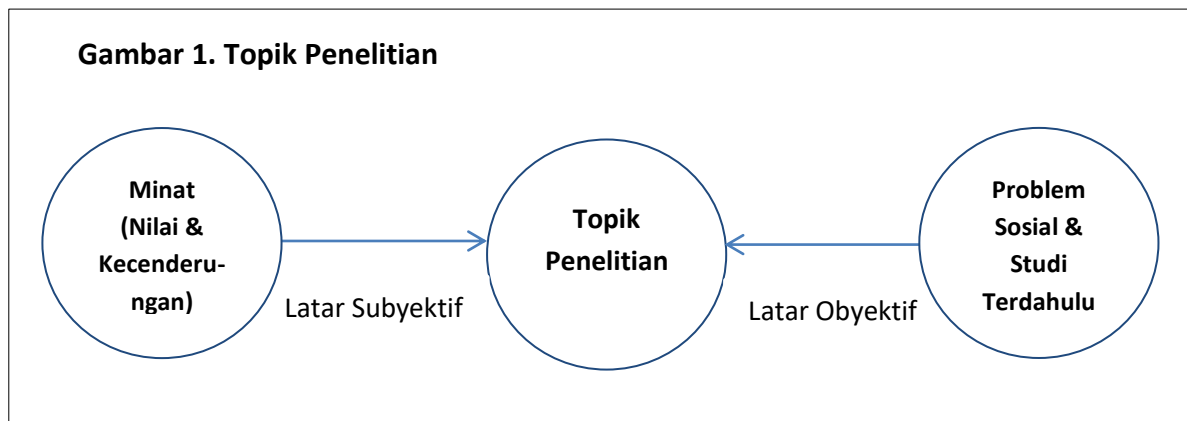 Gambar 1. Topik Penelitian
Minat
(Nilai &
Kecenderu-
ngan)
Latar Subyektif
Topik
Penelitian
Latar Obyektif
Problem
Sosial &
Studi
Terdahulu